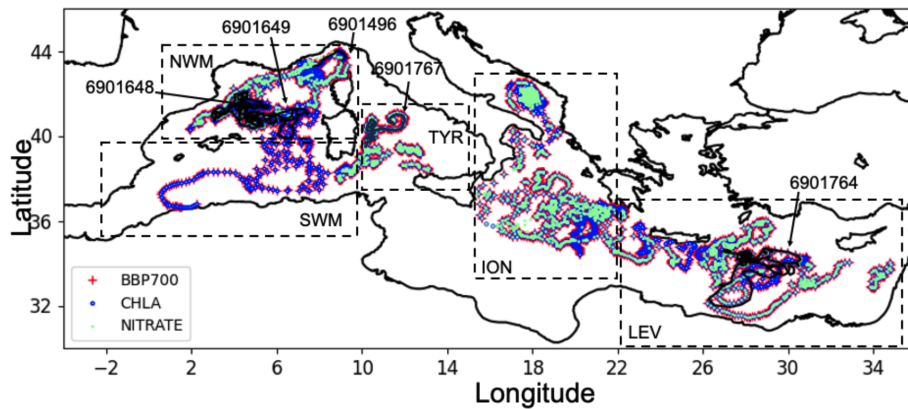 6901649
6901496
44
NWM
6901767
6901648
40
TYR
Latitude
6901764
36
SWM
ION
BBP700
CHLA
32
NITRATE
LEV
−2 2 6 10 14 18 22 26 30 34
Longitude